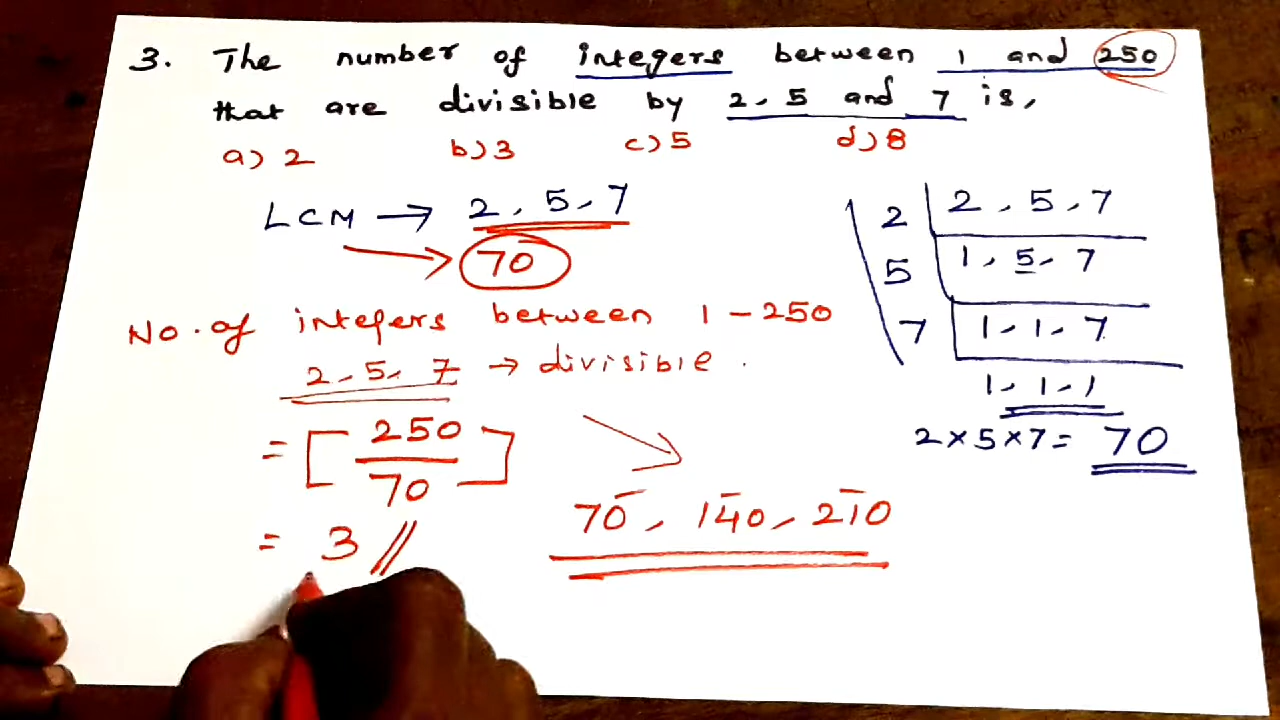 3. The number of integers between 1 and 250
that are divisible by 2, 5 and 7 is,
a) 2 b) 3 c) 5 d) 8
LCM → 2, 5, 7
70
No. of integers between 1 - 250
2, 5, 7 → divisible.
= [ 250
70 ]
= 3 //
70, 140, 210
2 | 2, 5, 7
5 | 1, 5, 7
7 | 1, 1, 7
1, 1, 1
2 × 5 × 7 = 70